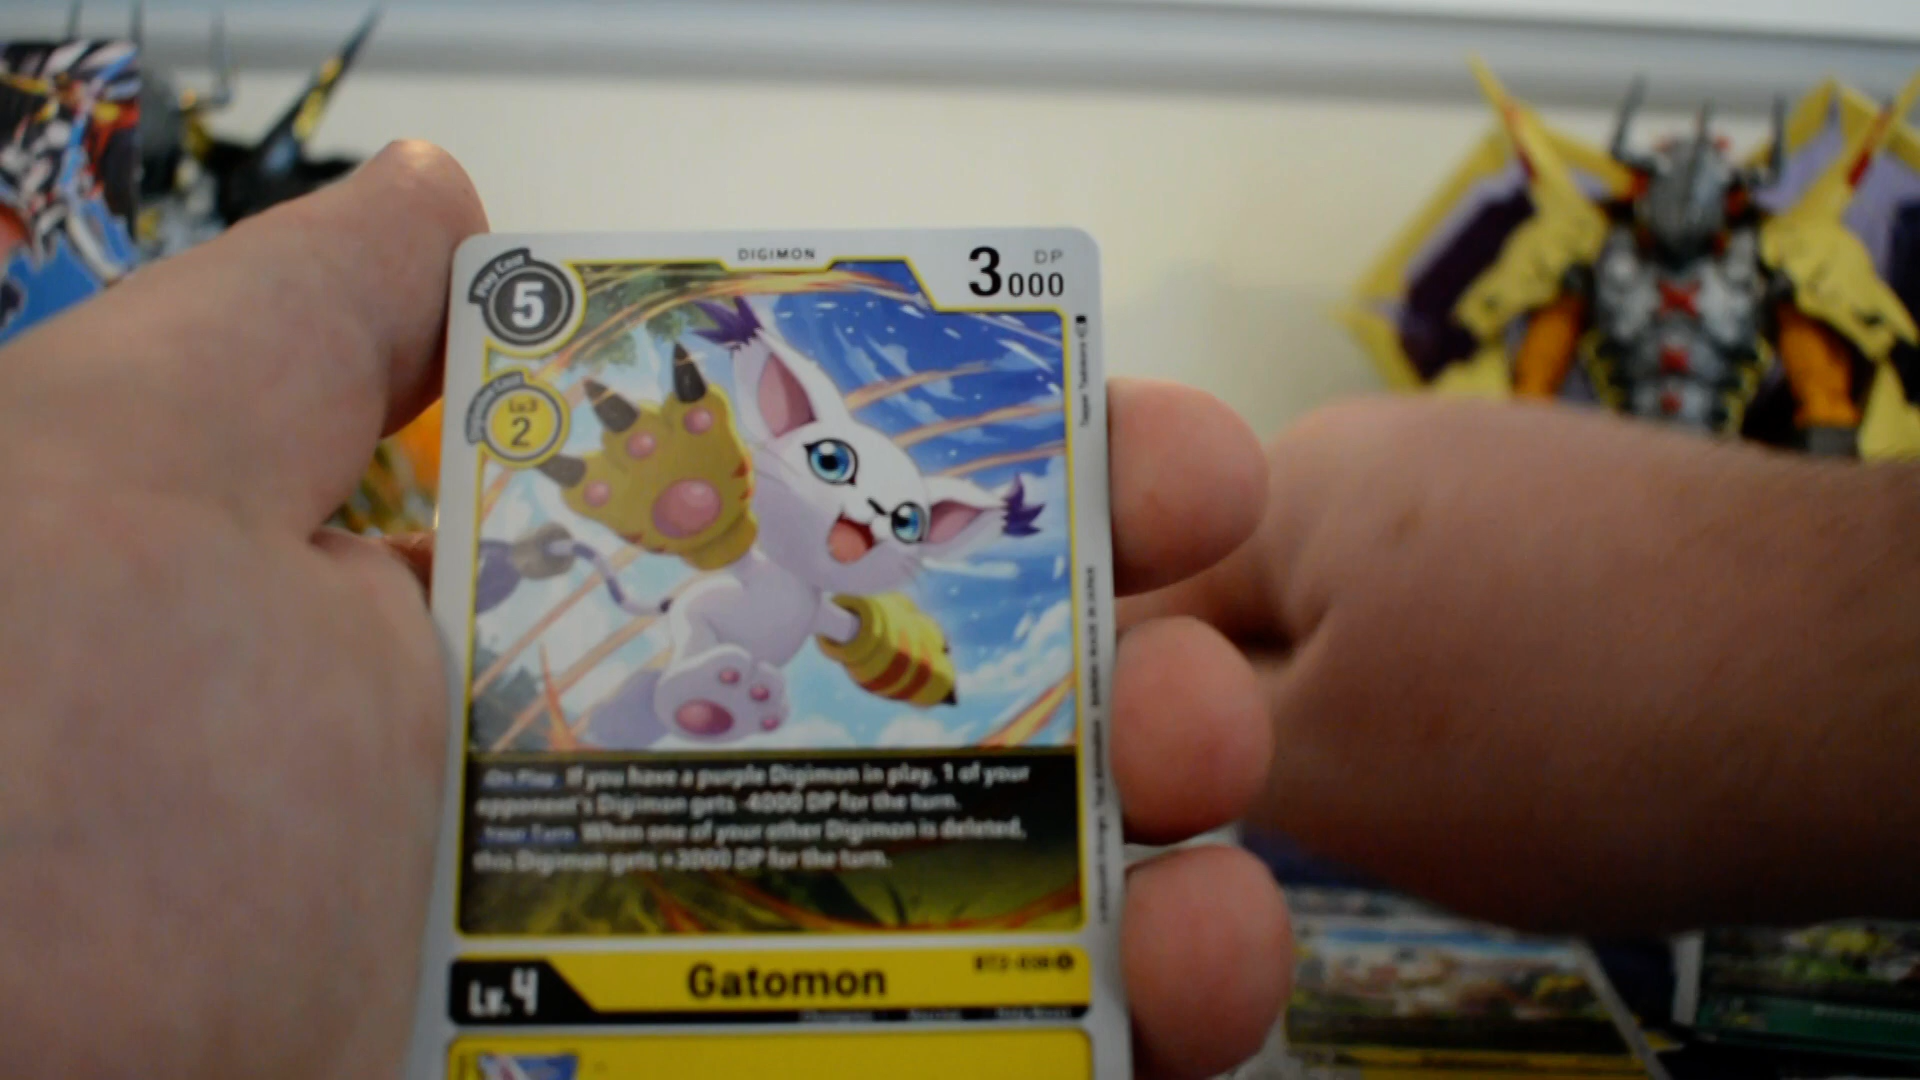 DIGIMON
Play Cost
5
3000
DP
Lv.3
2
On Play If you have a purple Digimon in play, 1 of your
opponent's Digimon gets -4000 DP for the turn.
Your Turn When one of your other Digimon is deleted,
this Digimon gets +3000 DP for the turn.
Lv.4
Gatomon